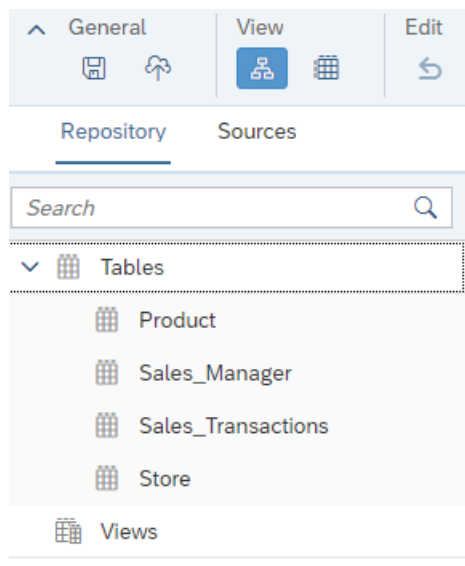 General View Edit
Repository Sources
Search
Tables
Product
Sales_Manager
Sales_Transactions
Store
Views